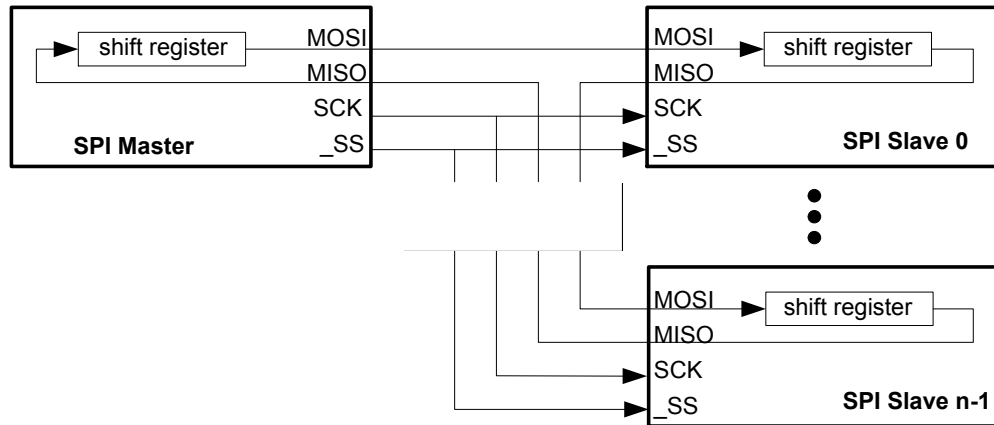 shift register
MOSI
MISO
SCK
_SS
SPI Master
MOSI
shift register
MISO
SCK
_SS
SPI Slave 0
MOSI
shift register
MISO
SCK
_SS
SPI Slave n-1